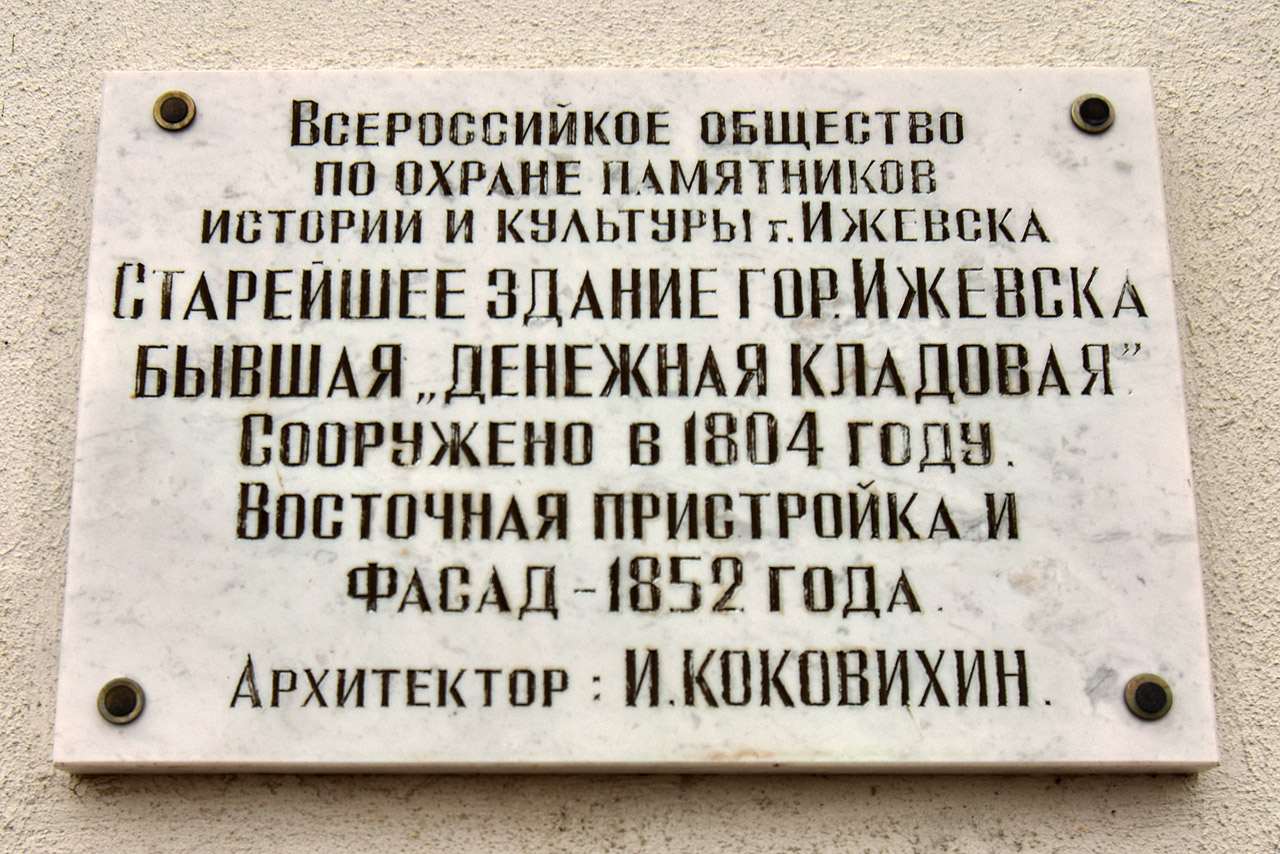 Всероссийкое общество
по охране памятников
истории и культуры г. Ижевска
Старейшее здание гор. Ижевска
бывшая „Денежная кладовая”.
Сооружено в 1804 году.
Восточная пристройка и
фасад - 1852 года.
Архитектор : И. Коковихин.